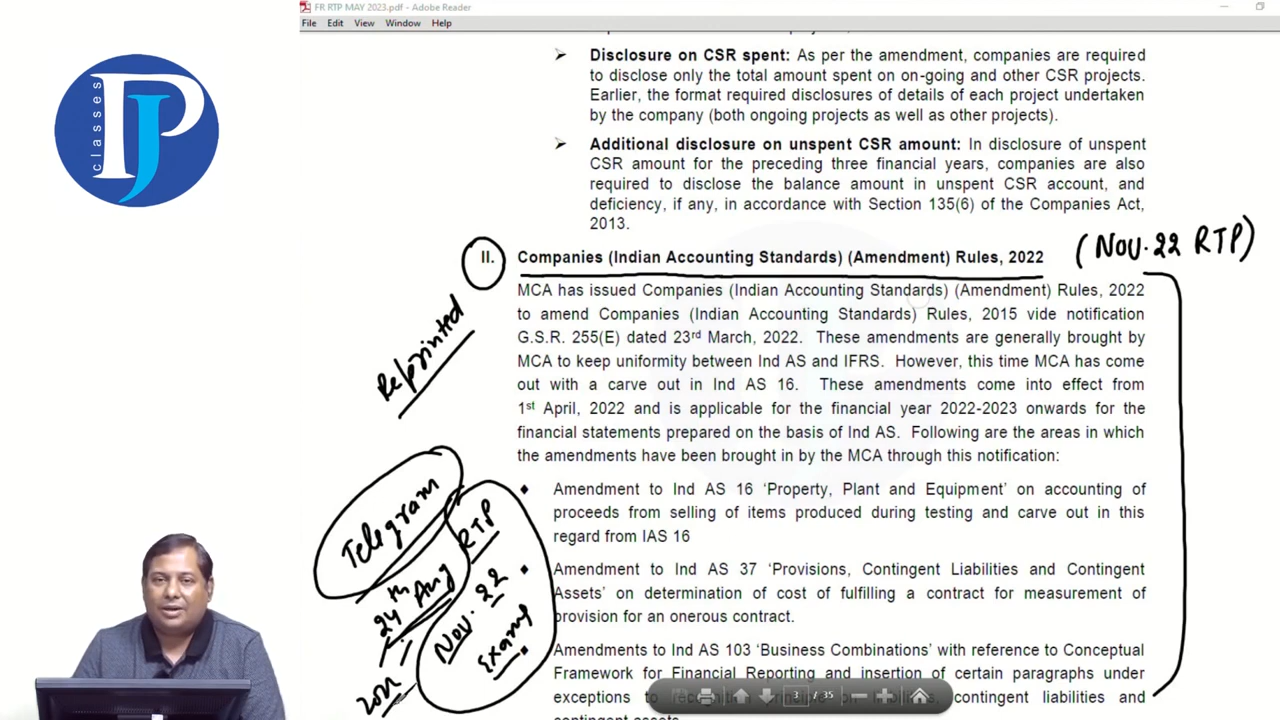 FR RTP MAY 2023.pdf - Adobe Reader
File Edit View Window Help
classes
PJ
➢ Disclosure on CSR spent: As per the amendment, companies are required
to disclose only the total amount spent on on-going and other CSR projects.
Earlier, the format required disclosures of details of each project undertaken
by the company (both ongoing projects as well as other projects).
➢ Additional disclosure on unspent CSR amount: In disclosure of unspent
CSR amount for the preceding three financial years, companies are also
required to disclose the balance amount in unspent CSR account, and
deficiency, if any, in accordance with Section 135(6) of the Companies Act,
2013.
II. Companies (Indian Accounting Standards) (Amendment) Rules, 2022
(Nov. 22 RTP)
Reprinted
MCA has issued Companies (Indian Accounting Standards) (Amendment) Rules, 2022
to amend Companies (Indian Accounting Standards) Rules, 2015 vide notification
G.S.R. 255(E) dated 23rd March, 2022. These amendments are generally brought by
MCA to keep uniformity between Ind AS and IFRS. However, this time MCA has come
out with a carve out in Ind AS 16. These amendments come into effect from
1st April, 2022 and is applicable for the financial year 2022-2023 onwards for the
financial statements prepared on the basis of Ind AS. Following are the areas in which
the amendments have been brought in by the MCA through this notification:
♦ Amendment to Ind AS 16 ‘Property, Plant and Equipment’ on accounting of
proceeds from selling of items produced during testing and carve out in this
regard from IAS 16
♦ Amendment to Ind AS 37 ‘Provisions, Contingent Liabilities and Contingent
Assets’ on determination of cost of fulfilling a contract for measurement of
provision for an onerous contract.
Amendments to Ind AS 103 ‘Business Combinations’ with reference to Conceptual
Framework for Financial Reporting and insertion of certain paragraphs under
exceptions to recognition principle on liabilities, contingent liabilities and
contingent assets
Telegram
24th Aug
RTP
Nov. 22
Exams
3 / 35